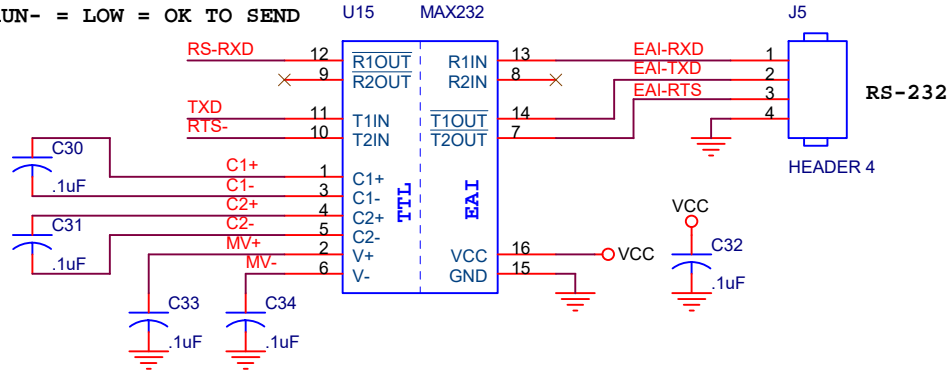 UN- = LOW = OK TO SEND
U15 MAX232 J5
RS-RXD 12 R1OUT R1IN 13 EAI-RXD 1
9 R2OUT R2IN 8 EAI-TXD 2
EAI-RTS 3
RS-232
TXD 11 T1IN T1OUT 14 4
RTS- 10 T2IN T2OUT 7
C30 .1uF
HEADER 4
C1+ 1 C1+
C1- 3 C1-
C2+ 4 C2+
C2- 5 C2-
TTL EAI
C31 .1uF
MV+ 2 V+
MV- 6 V-
VCC 16 VCC
GND 15
VCC
C32 .1uF
C33 .1uF
C34 .1uF